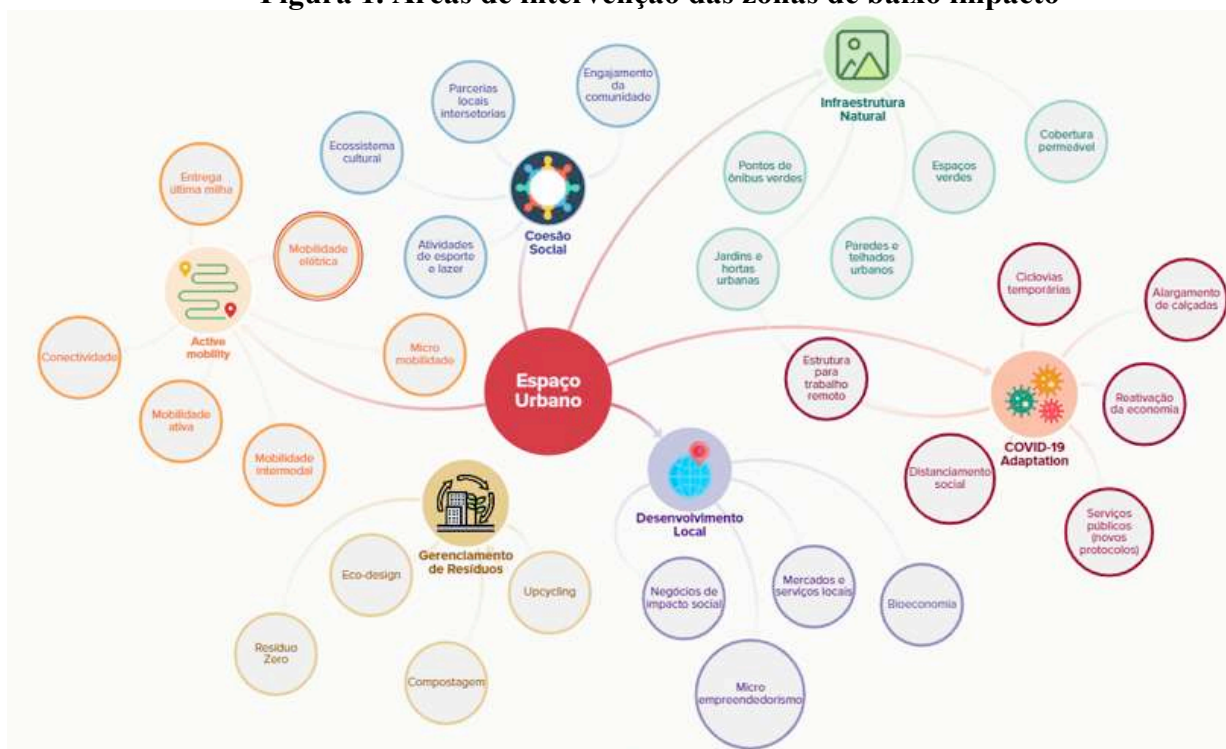 Figura 1. Áreas de intervenção das zonas de baixo impacto
Parcerias
locais
intersetorias
Engajamento
da
comunidade
Ecossistema
cultural
Atividades
de esporte
e lazer
Coesão
Social
Infraestrutura
Natural
Pontos de
ônibus verdes
Espaços
verdes
Cobertura
permeável
Jardins e
hortas
urbanas
Paredes e
telhados
urbanos
Entrega
última milha
Mobilidade
elétrica
Active
mobility
Conectividade
Micro
mobilidade
Mobilidade
ativa
Mobilidade
intermodal
Espaço
Urbano
Ciclovias
temporárias
Alargamento
de calçadas
Estrutura
para
trabalho
remoto
Reativação
da economia
COVID-19
Adaptation
Distanciamento
social
Serviços
públicos
(novos
protocolos)
Gerenciamento
de Resíduos
Eco-design
Upcycling
Resíduo
Zero
Compostagem
Desenvolvimento
Local
Negócios de
impacto social
Mercados e
serviços locais
Bioeconomia
Micro
empreendedorismo